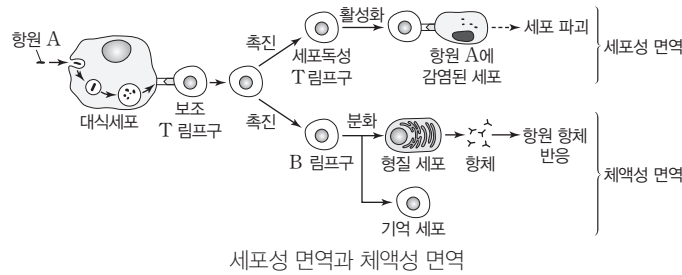 항원 A
대식세포
보조
T 림프구
촉진
세포독성
T 림프구
활성화
항원 A에
감염된 세포
세포 파괴
세포성 면역
촉진
B 림프구
분화
형질 세포
항체
항원 항체
반응
체액성 면역
기억 세포
세포성 면역과 체액성 면역